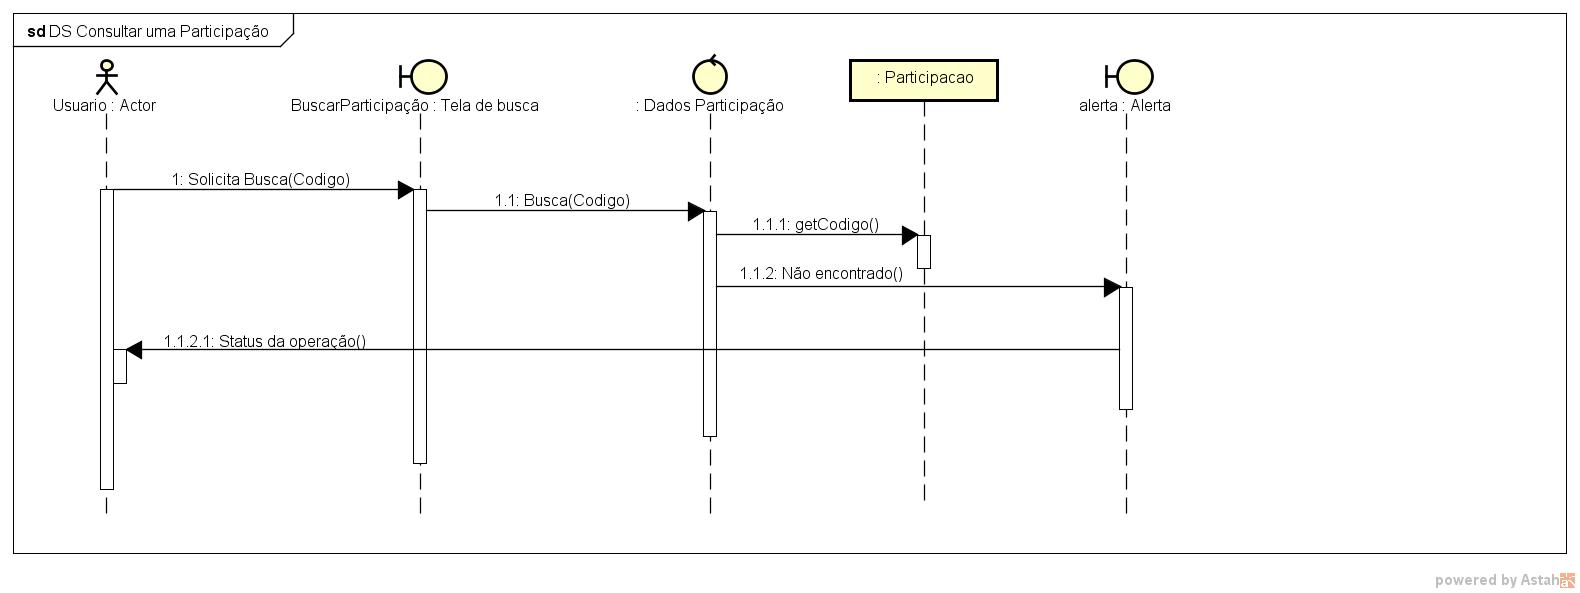 sd DS Consultar uma Participação
Usuario : Actor
BuscarParticipação : Tela de busca
: Dados Participação
: Participacao
alerta : Alerta
1: Solicita Busca(Codigo)
1.1: Busca(Codigo)
1.1.1: getCodigo()
1.1.2: Não encontrado()
1.1.2.1: Status da operação()
powered by Astah